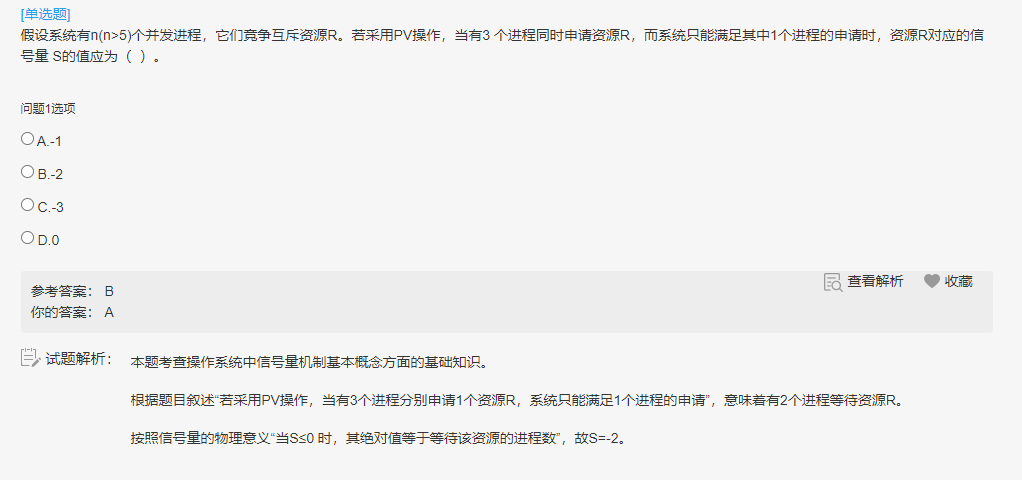 [单选题]
假设系统有n(n>5)个并发进程，它们竞争互斥资源R。若采用PV操作，当有3 个进程同时申请资源R，而系统只能满足其中1个进程的申请时，资源R对应的信
号量 S的值应为（ ）。
问题1选项
A.-1
B.-2
C.-3
D.0
参考答案： B
查看解析 收藏
你的答案： A
试题解析： 本题考查操作系统中信号量机制基本概念方面的基础知识。
根据题目叙述“若采用PV操作，当有3个进程分别申请1个资源R，系统只能满足1个进程的申请”，意味着有2个进程等待资源R。
按照信号量的物理意义“当S≤0 时，其绝对值等于等待该资源的进程数”，故S=-2。